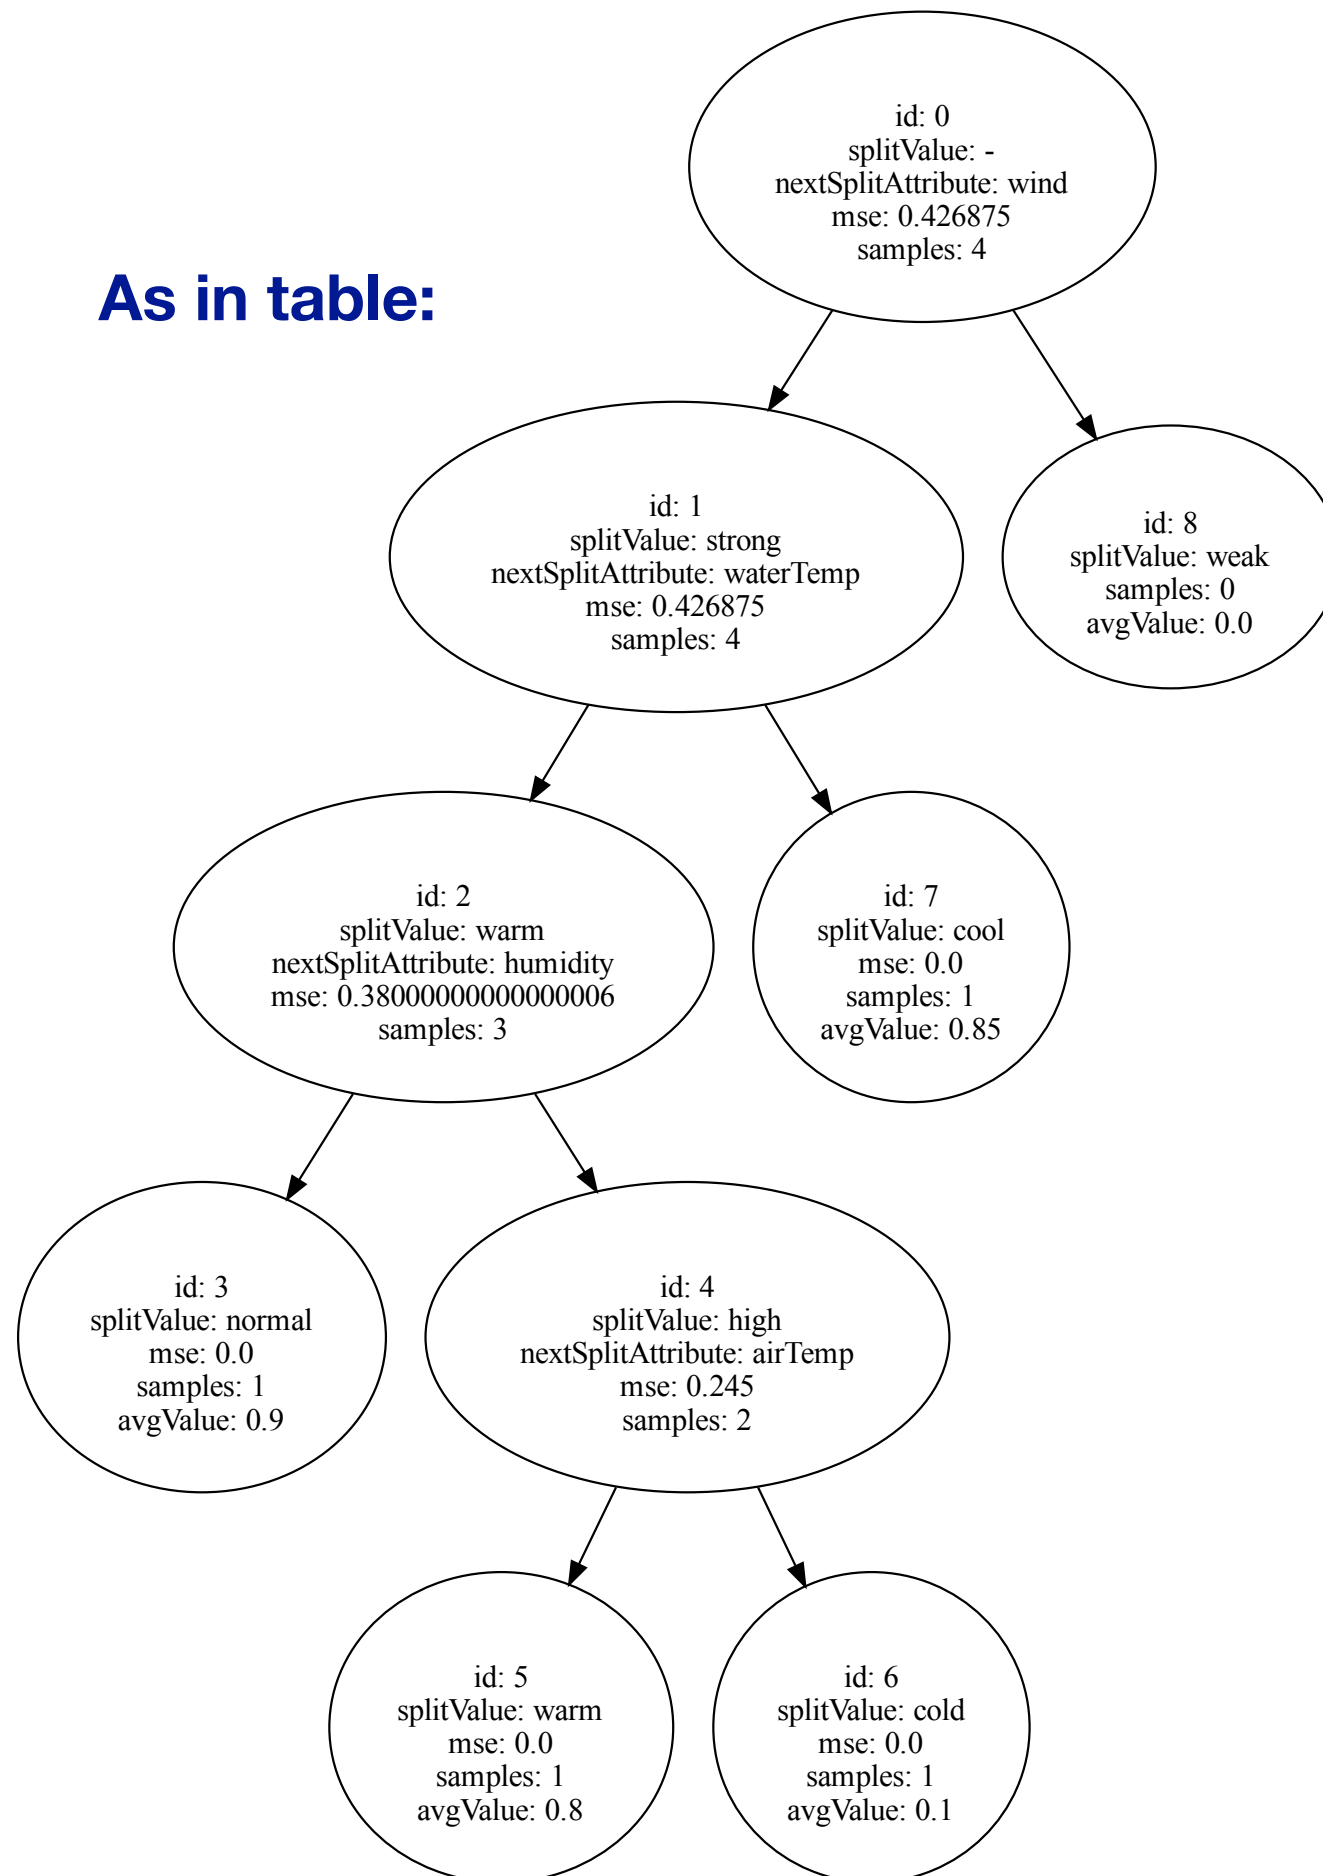 As in table:
id: 0
splitValue: -
nextSplitAttribute: wind
mse: 0.426875
samples: 4
id: 1
splitValue: strong
nextSplitAttribute: waterTemp
mse: 0.426875
samples: 4
id: 8
splitValue: weak
samples: 0
avgValue: 0.0
id: 2
splitValue: warm
nextSplitAttribute: humidity
mse: 0.38000000000000006
samples: 3
id: 7
splitValue: cool
mse: 0.0
samples: 1
avgValue: 0.85
id: 3
splitValue: normal
mse: 0.0
samples: 1
avgValue: 0.9
id: 4
splitValue: high
nextSplitAttribute: airTemp
mse: 0.245
samples: 2
id: 5
splitValue: warm
mse: 0.0
samples: 1
avgValue: 0.8
id: 6
splitValue: cold
mse: 0.0
samples: 1
avgValue: 0.1